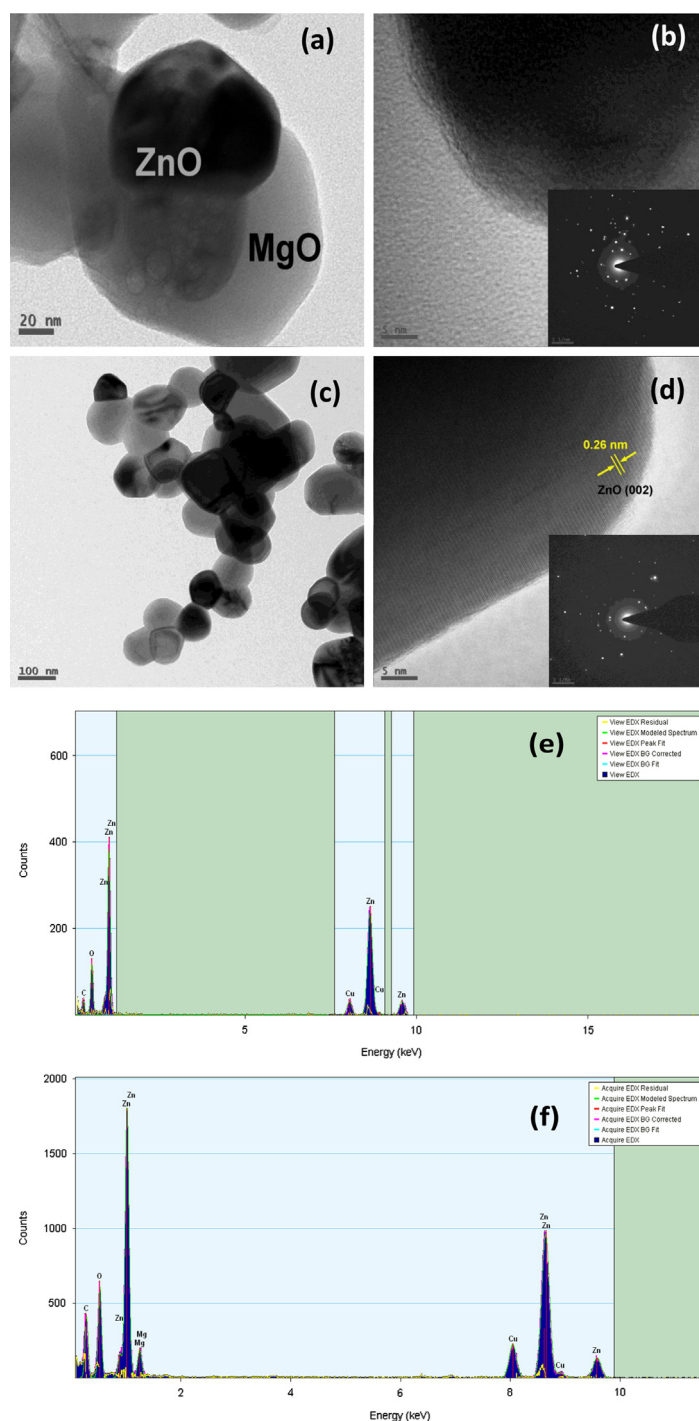 (a)
ZnO
MgO
20 nm
(b)
5 nm
(c)
100 nm
(d)
0.26 nm
ZnO (002)
5 nm
(e)
View EDX Residual
View EDX Modeled Spectrum
View EDX Peak Fit
View EDX BG Corrected
View EDX BG Fit
View EDX
600
400
200
Counts
Zn
Zn
Zn
O
C
Zn
Cu
Cu
Zn
5
10
15
Energy (keV)
(f)
Acquire EDX Residual
Acquire EDX Modeled Spectrum
Acquire EDX Peak Fit
Acquire EDX BG Corrected
Acquire EDX BG Fit
Acquire EDX
2000
1500
1000
500
Counts
Zn
Zn
O
C
Zn
Mg
Mg
Zn
Zn
Cu
Cu
Zn
2
4
6
8
10
Energy (keV)